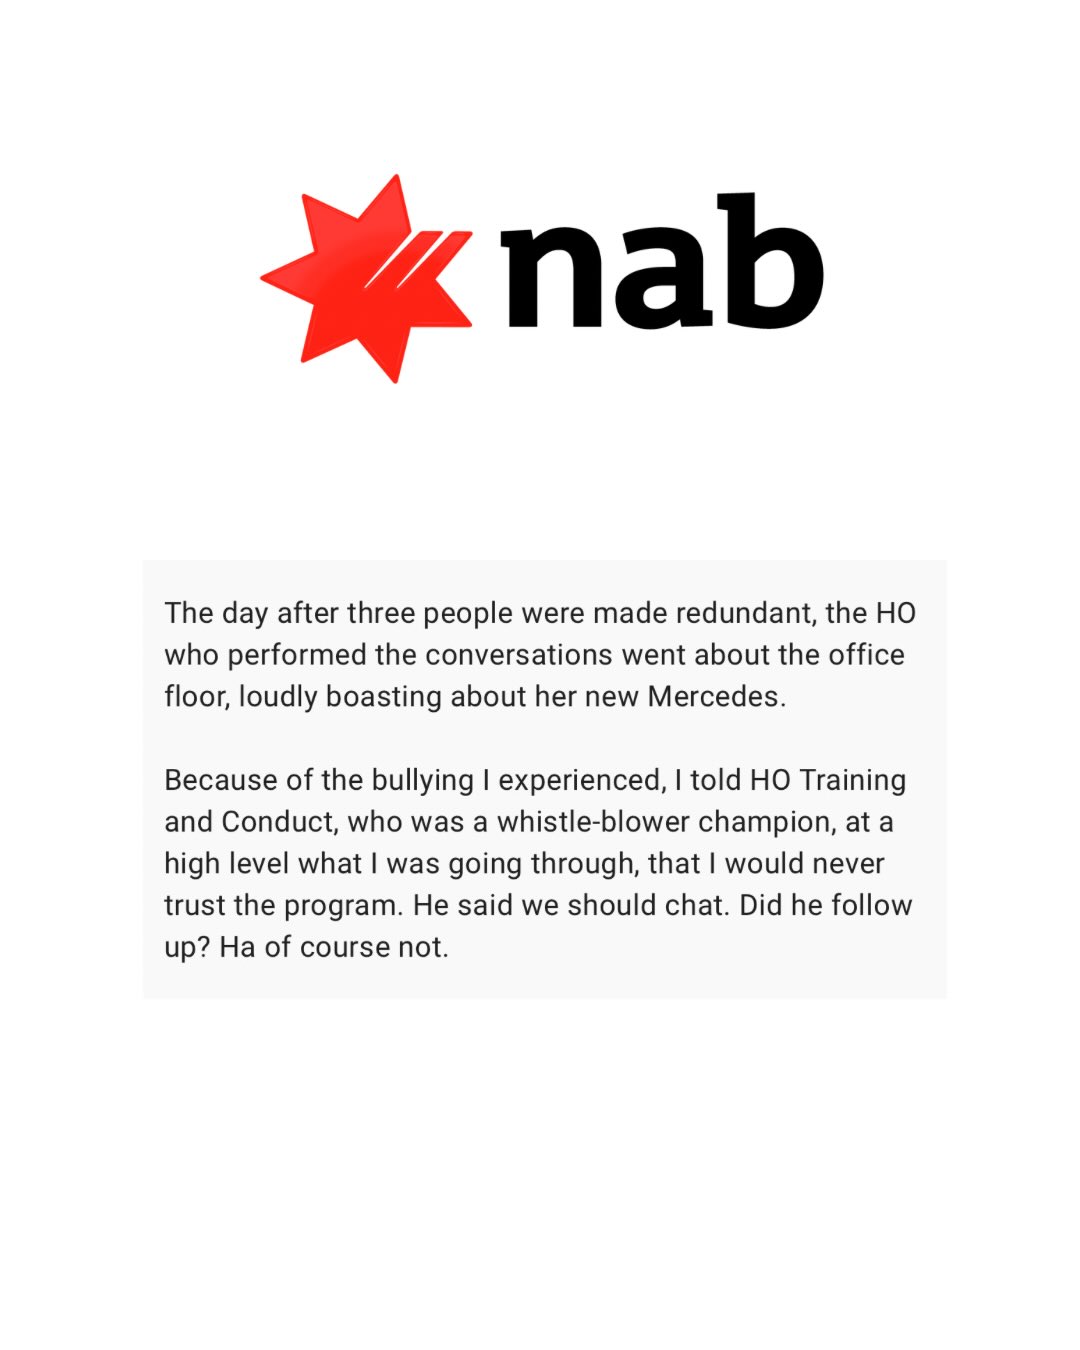 nab
The day after three people were made redundant, the HO
who performed the conversations went about the office
floor, loudly boasting about her new Mercedes.
Because of the bullying I experienced, I told HO Training
and Conduct, who was a whistle-blower champion, at a
high level what I was going through, that I would never
trust the program. He said we should chat. Did he follow
up? Ha of course not.